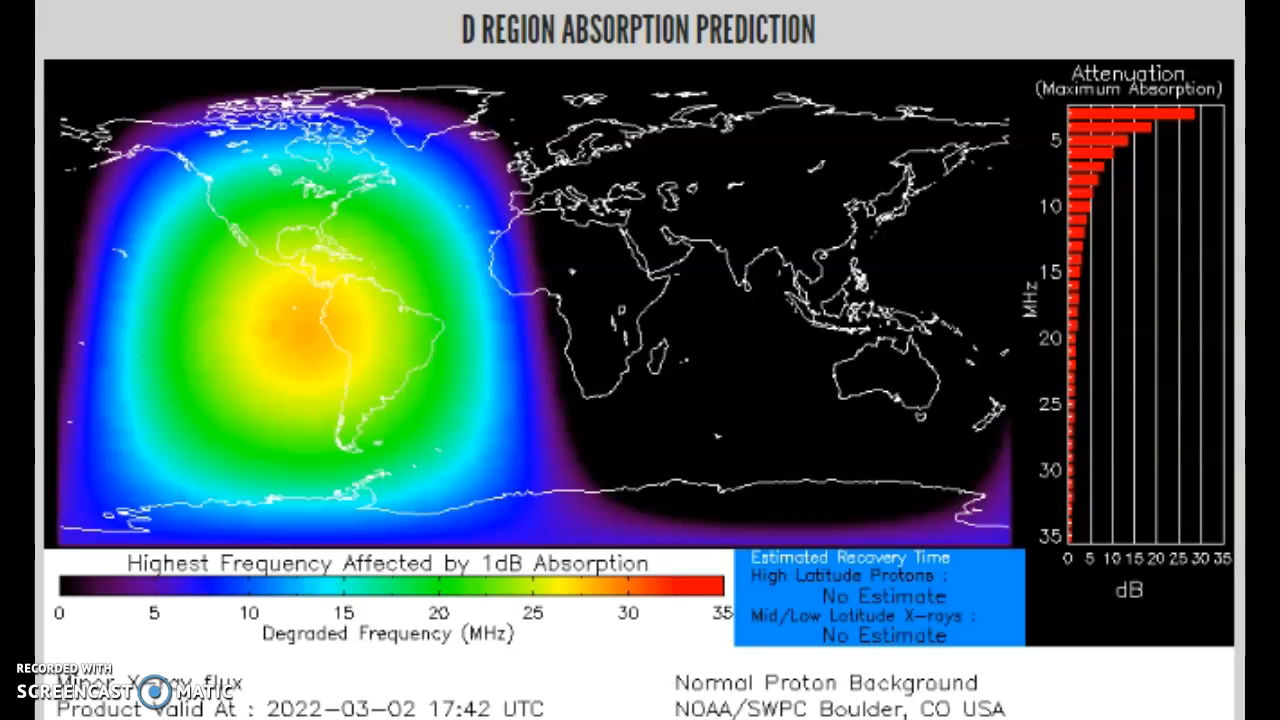 D REGION ABSORPTION PREDICTION
Attenuation
(Maximum Absorption)
MHz
5
10
15
20
25
30
35
0 5 10 15 20 25 30 35
dB
Highest Frequency Affected by 1dB Absorption
0 5 10 15 20 25 30 35
Degraded Frequency (MHz)
Estimated Recovery Time
High Latitude Protons :
No Estimate
Mid/Low Latitude X-rays :
No Estimate
RECORDED WITH
SCREENCAST MATIC
Minor X-ray flux
Product Valid At : 2022-03-02 17:42 UTC
Normal Proton Background
NOAA/SWPC Boulder, CO USA